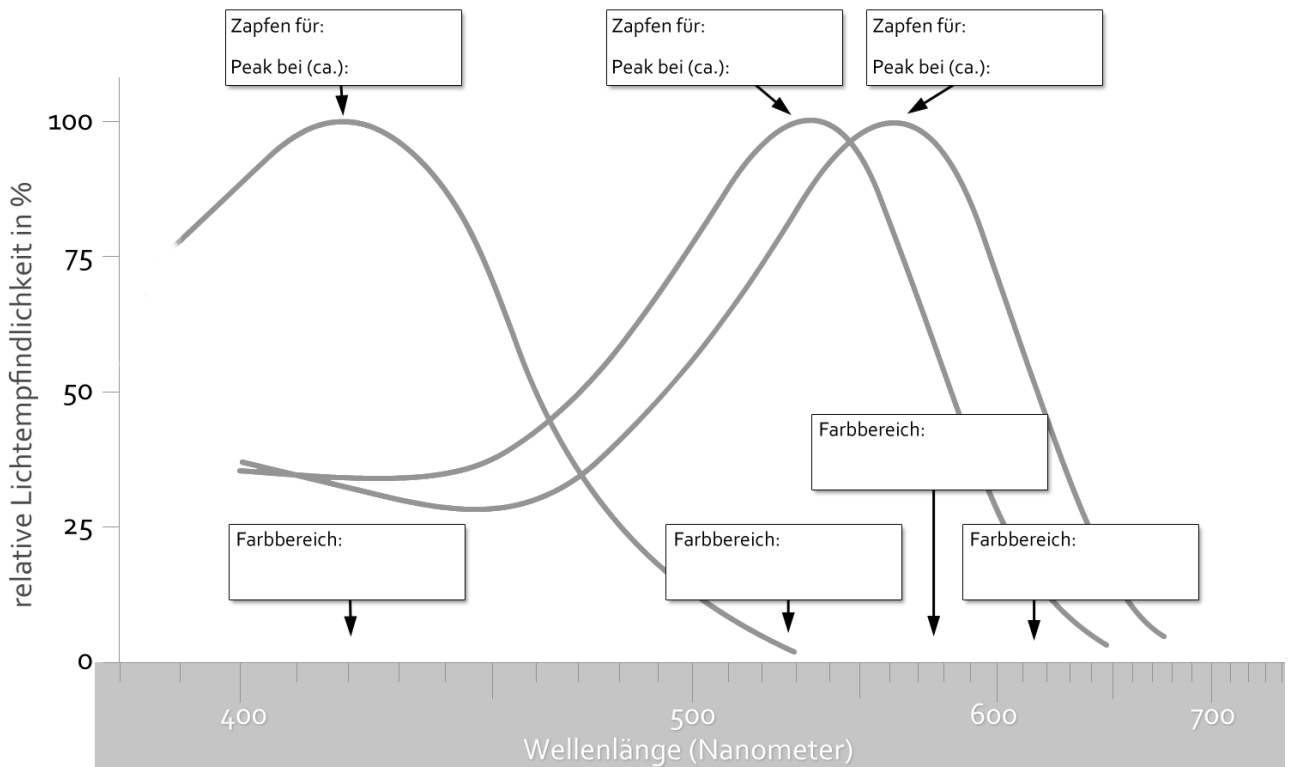 Zapfen für:
Peak bei (ca.):
Zapfen für:
Peak bei (ca.):
Zapfen für:
Peak bei (ca.):
relative Lichtempfindlichkeit in %
100
75
50
25
0
Farbbereich:
Farbbereich:
Farbbereich:
Farbbereich:
400
500
600
700
Wellenlänge (Nanometer)